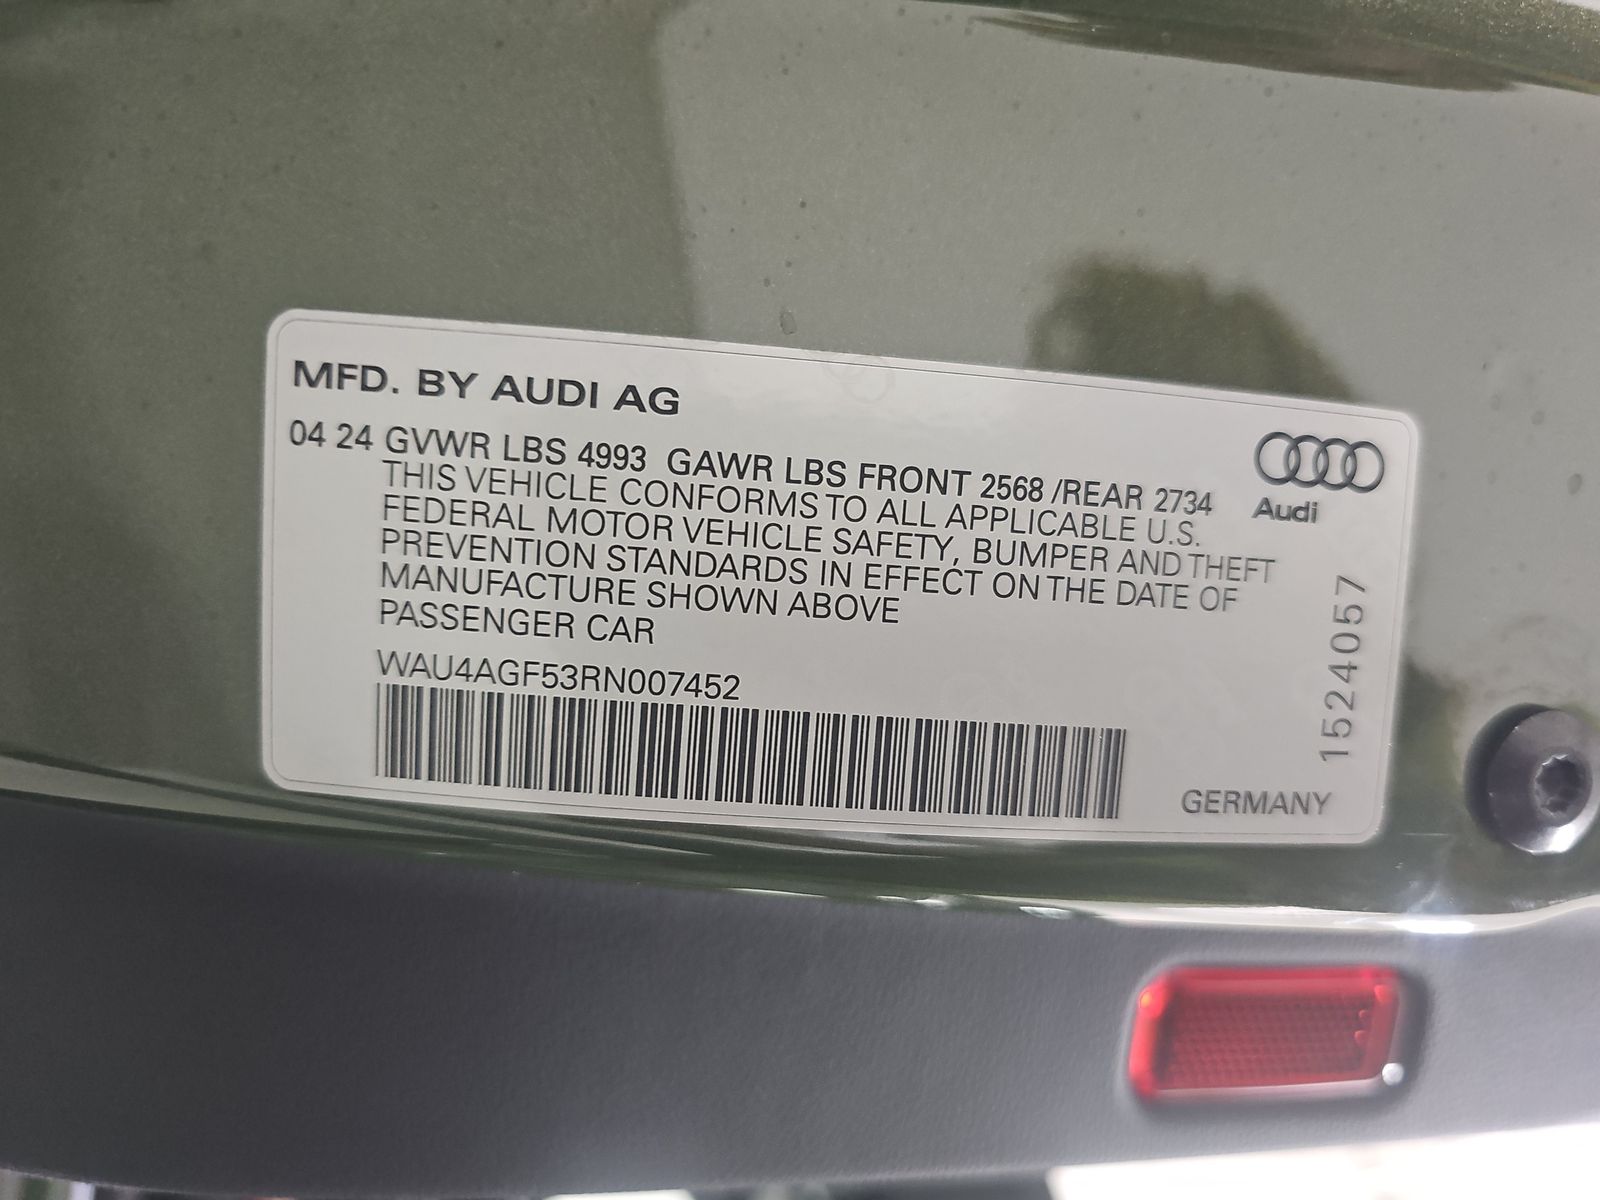 MFD. BY AUDI AG
04 24 GVWR LBS 4993 GAWR LBS FRONT 2568 /REAR 2734
THIS VEHICLE CONFORMS TO ALL APPLICABLE U.S.
FEDERAL MOTOR VEHICLE SAFETY, BUMPER AND THEFT
PREVENTION STANDARDS IN EFFECT ON THE DATE OF
MANUFACTURE SHOWN ABOVE
PASSENGER CAR
WAU4AGF53RN007452
Audi
1524057
GERMANY